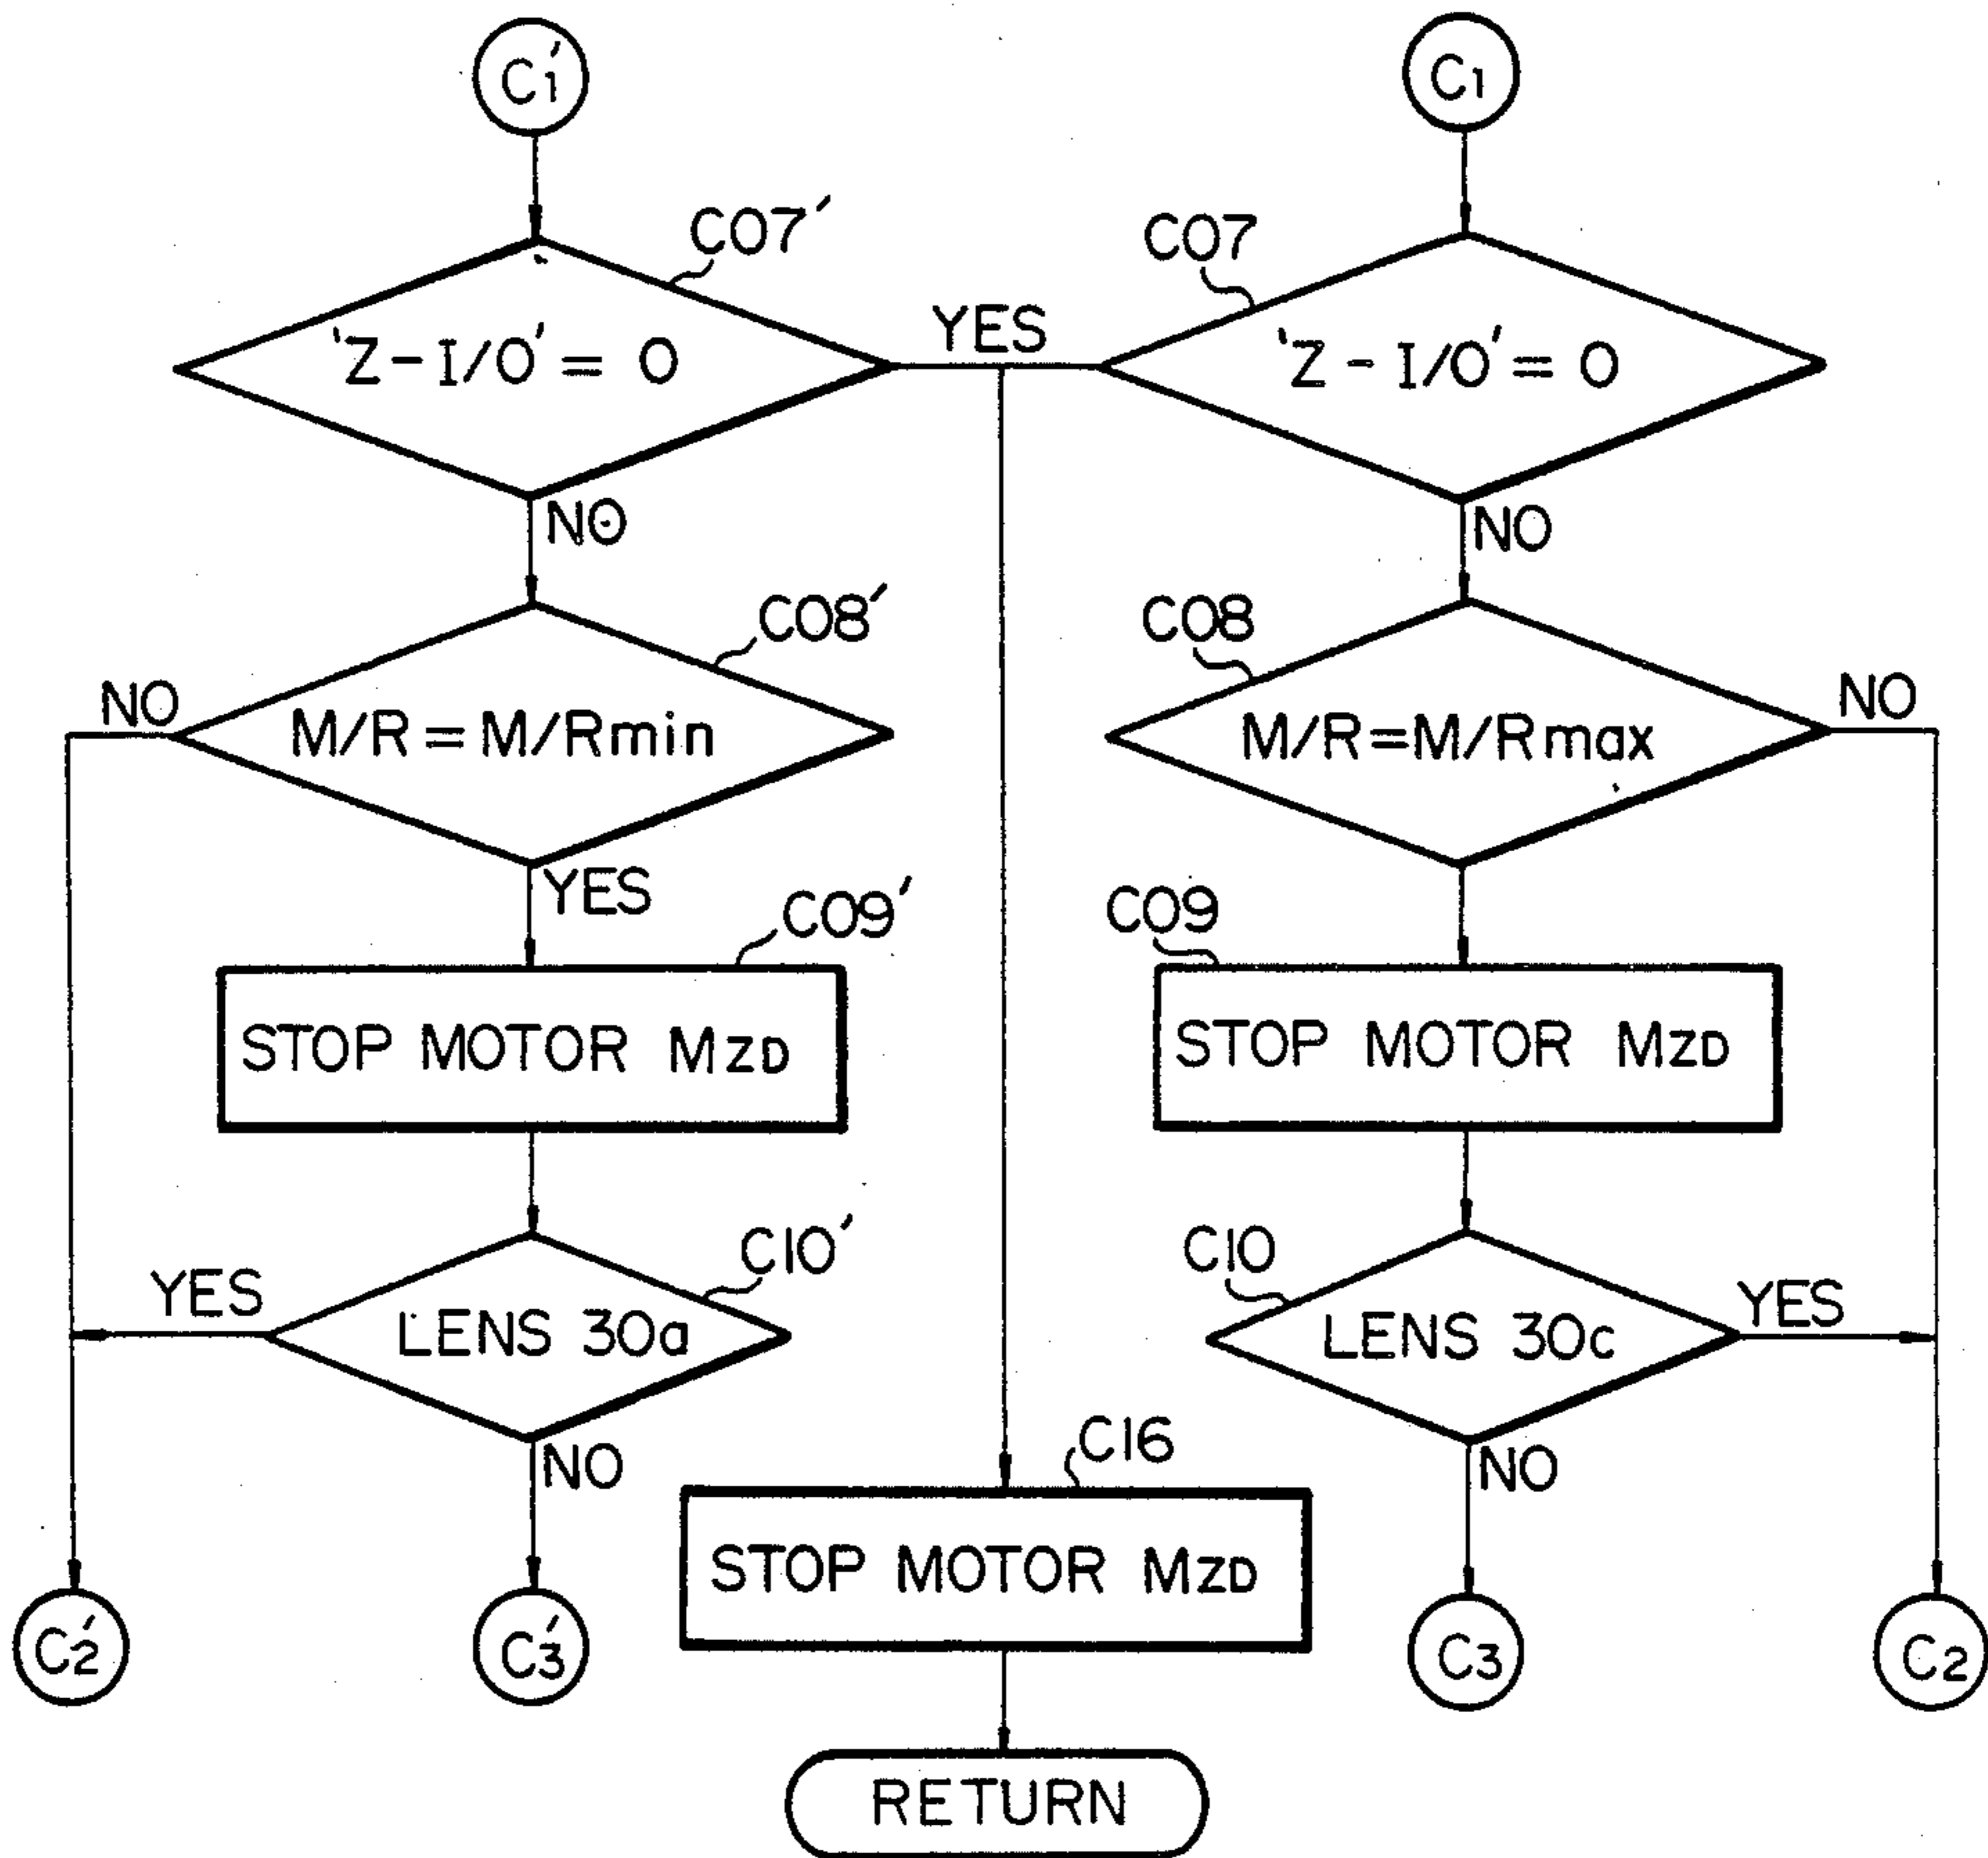 C1'
C1
C07'
C07
'Z-I/O' = 0
YES
'Z-I/O' = 0
NO
NO
C08'
C08
NO
M/R = M/Rmin
M/R=M/Rmax
NO
YES
C09'
C09
STOP MOTOR MZD
STOP MOTOR MZD
C10'
C10
YES
LENS 30a
LENS 30c
YES
NO
C16
NO
STOP MOTOR MZD
C2'
C3'
C3
C2
RETURN